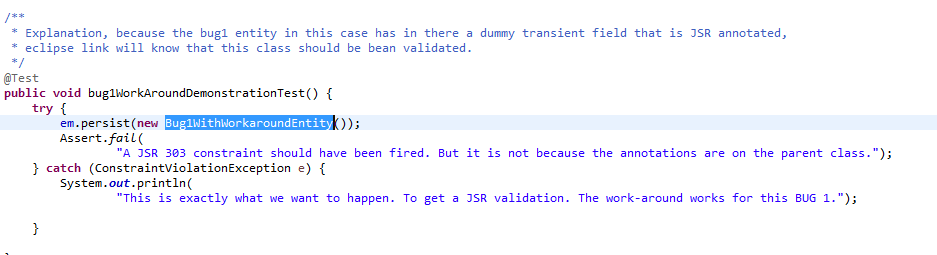 /**
 * Explanation, because the bug1 entity in this case has in there a dummy transient field that is JSR annotated,
 * eclipse link will know that this class should be bean validated.
 */
@Test
public void bug1WorkAroundDemonstrationTest() {
    try {
        em.persist(new Bug1WithWorkaroundEntity());
        Assert.fail(
                "A JSR 303 constraint should have been fired. But it is not because the annotations are on the parent class.");
    } catch (ConstraintViolationException e) {
        System.out.println(
                "This is exactly what we want to happen. To get a JSR validation. The work-around works for this BUG 1.");
    }